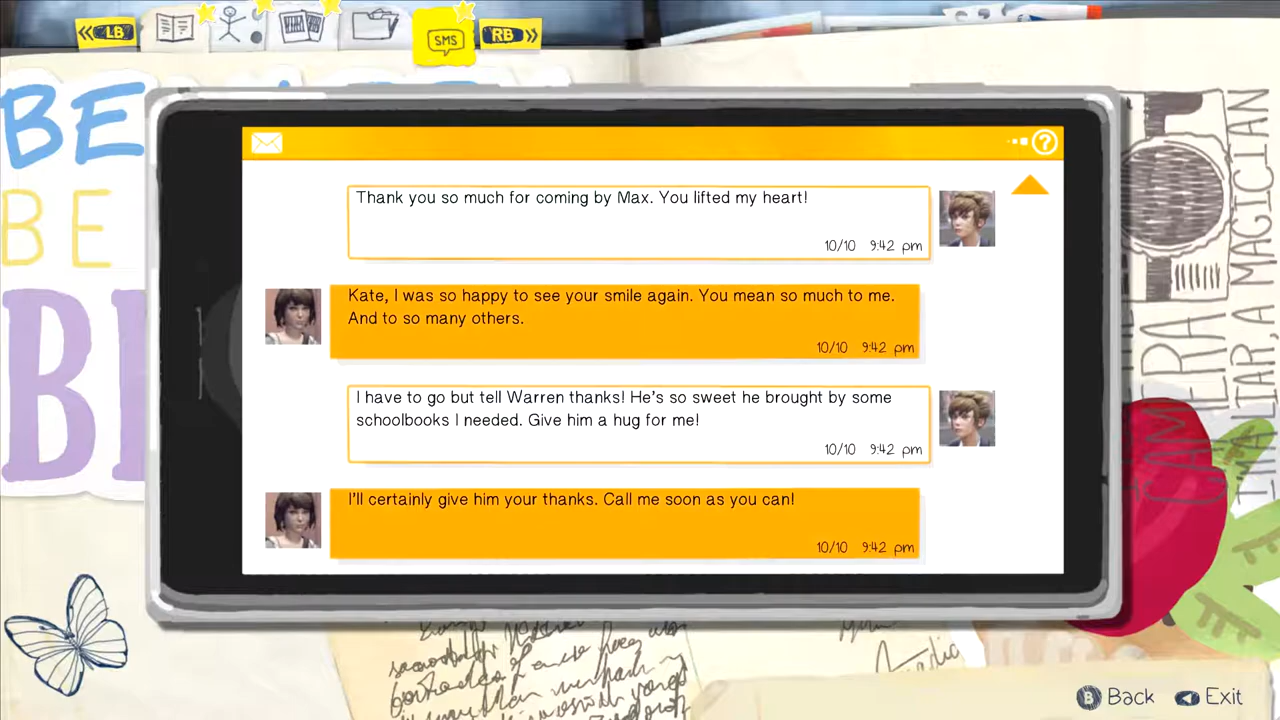 LB
SMS
RB
BE
BE
B
Thank you so much for coming by Max. You lifted my heart!
10/10 9:42 pm
Kate, I was so happy to see your smile again. You mean so much to me.
And to so many others.
10/10 9:42 pm
I have to go but tell Warren thanks! He's so sweet he brought by some
schoolbooks I needed. Give him a hug for me!
10/10 9:42 pm
I'll certainly give him your thanks. Call me soon as you can!
10/10 9:42 pm
CAMERA
I'M A LIAR, A MAGICIAN
B Back
Exit